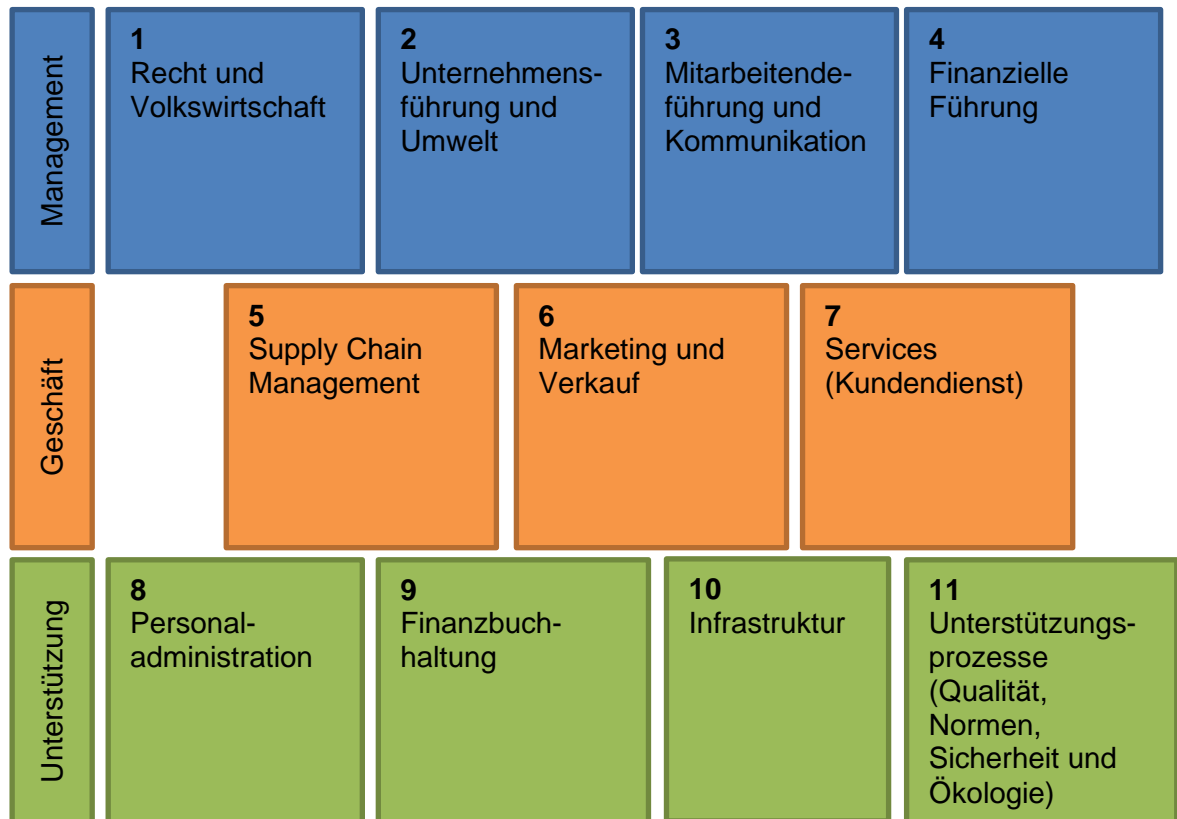 Management
1
Recht und
Volkswirtschaft
2
Unternehmens-
führung und
Umwelt
3
Mitarbeitende-
führung und
Kommunikation
4
Finanzielle
Führung
Geschäft
5
Supply Chain
Management
6
Marketing und
Verkauf
7
Services
(Kundendienst)
Unterstützung
8
Personal-
administration
9
Finanzbuch-
haltung
10
Infrastruktur
11
Unterstützungs-
prozesse
(Qualität,
Normen,
Sicherheit und
Ökologie)